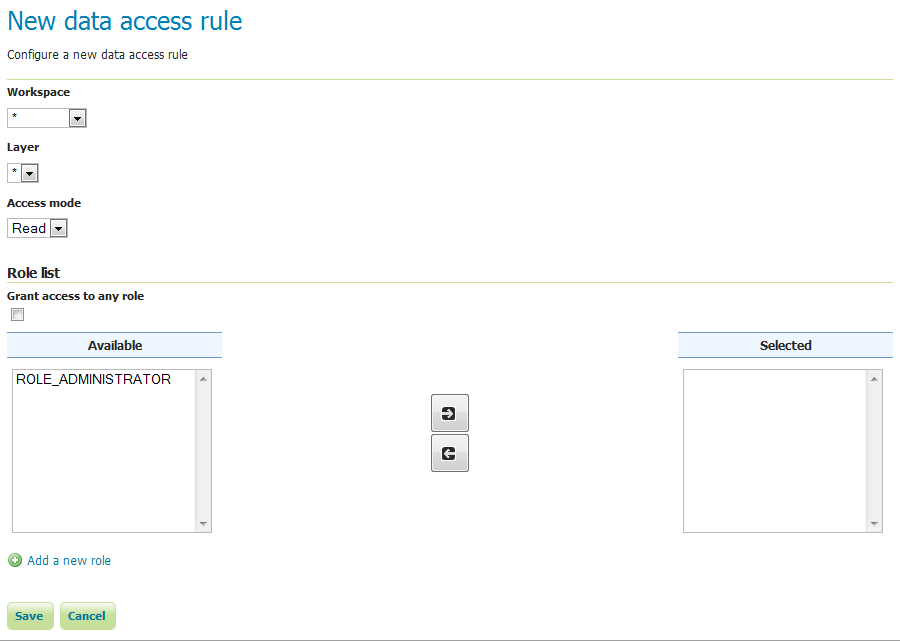 New data access rule
Configure a new data access rule
Workspace
*
Layer
*
Access mode
Read
Role list
Grant access to any role
Available
Selected
ROLE_ADMINISTRATOR
Add a new role
Save
Cancel